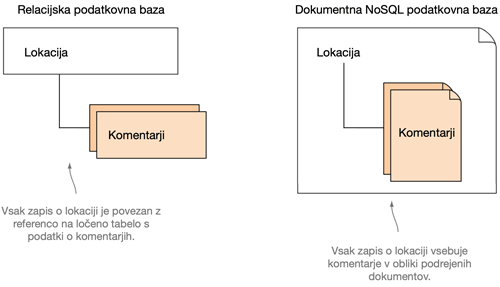 Relacijska podatkovna baza
Lokacija
Komentarji
Vsak zapis o lokaciji je povezan z
referenco na ločeno tabelo s
podatki o komentarjih.
Dokumentna NoSQL podatkovna baza
Lokacija
Komentarji
Vsak zapis o lokaciji vsebuje
komentarje v obliki podrejenih
dokumentov.